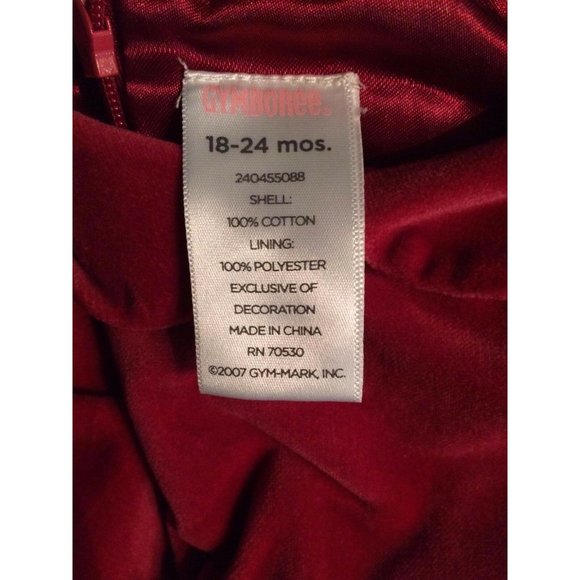 GYMBOREE.
18-24 mos.
240455088
SHELL:
100% COTTON
LINING:
100% POLYESTER
EXCLUSIVE OF
DECORATION
MADE IN CHINA
RN 70530
©2007 GYM-MARK, INC.